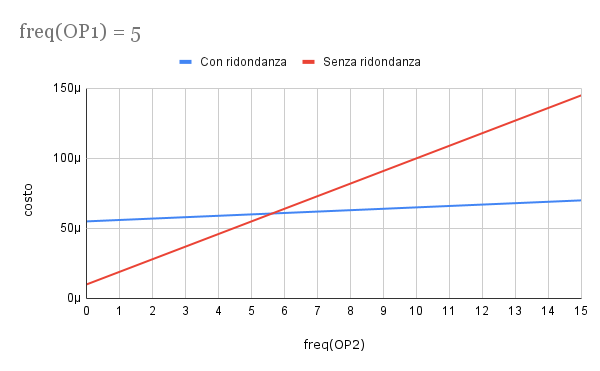 freq(OP1) = 5
Con ridondanza
Senza ridondanza
150µ
100µ
50µ
0µ
costo
0 1 2 3 4 5 6 7 8 9 10 11 12 13 14 15
freq(OP2)